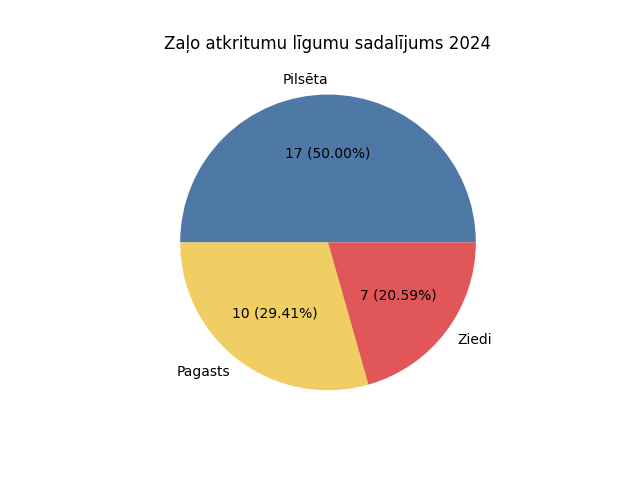 Zaļo atkritumu līgumu sadalījums 2024
Pilsēta
17 (50.00%)
7 (20.59%)
10 (29.41%)
Ziedi
Pagasts